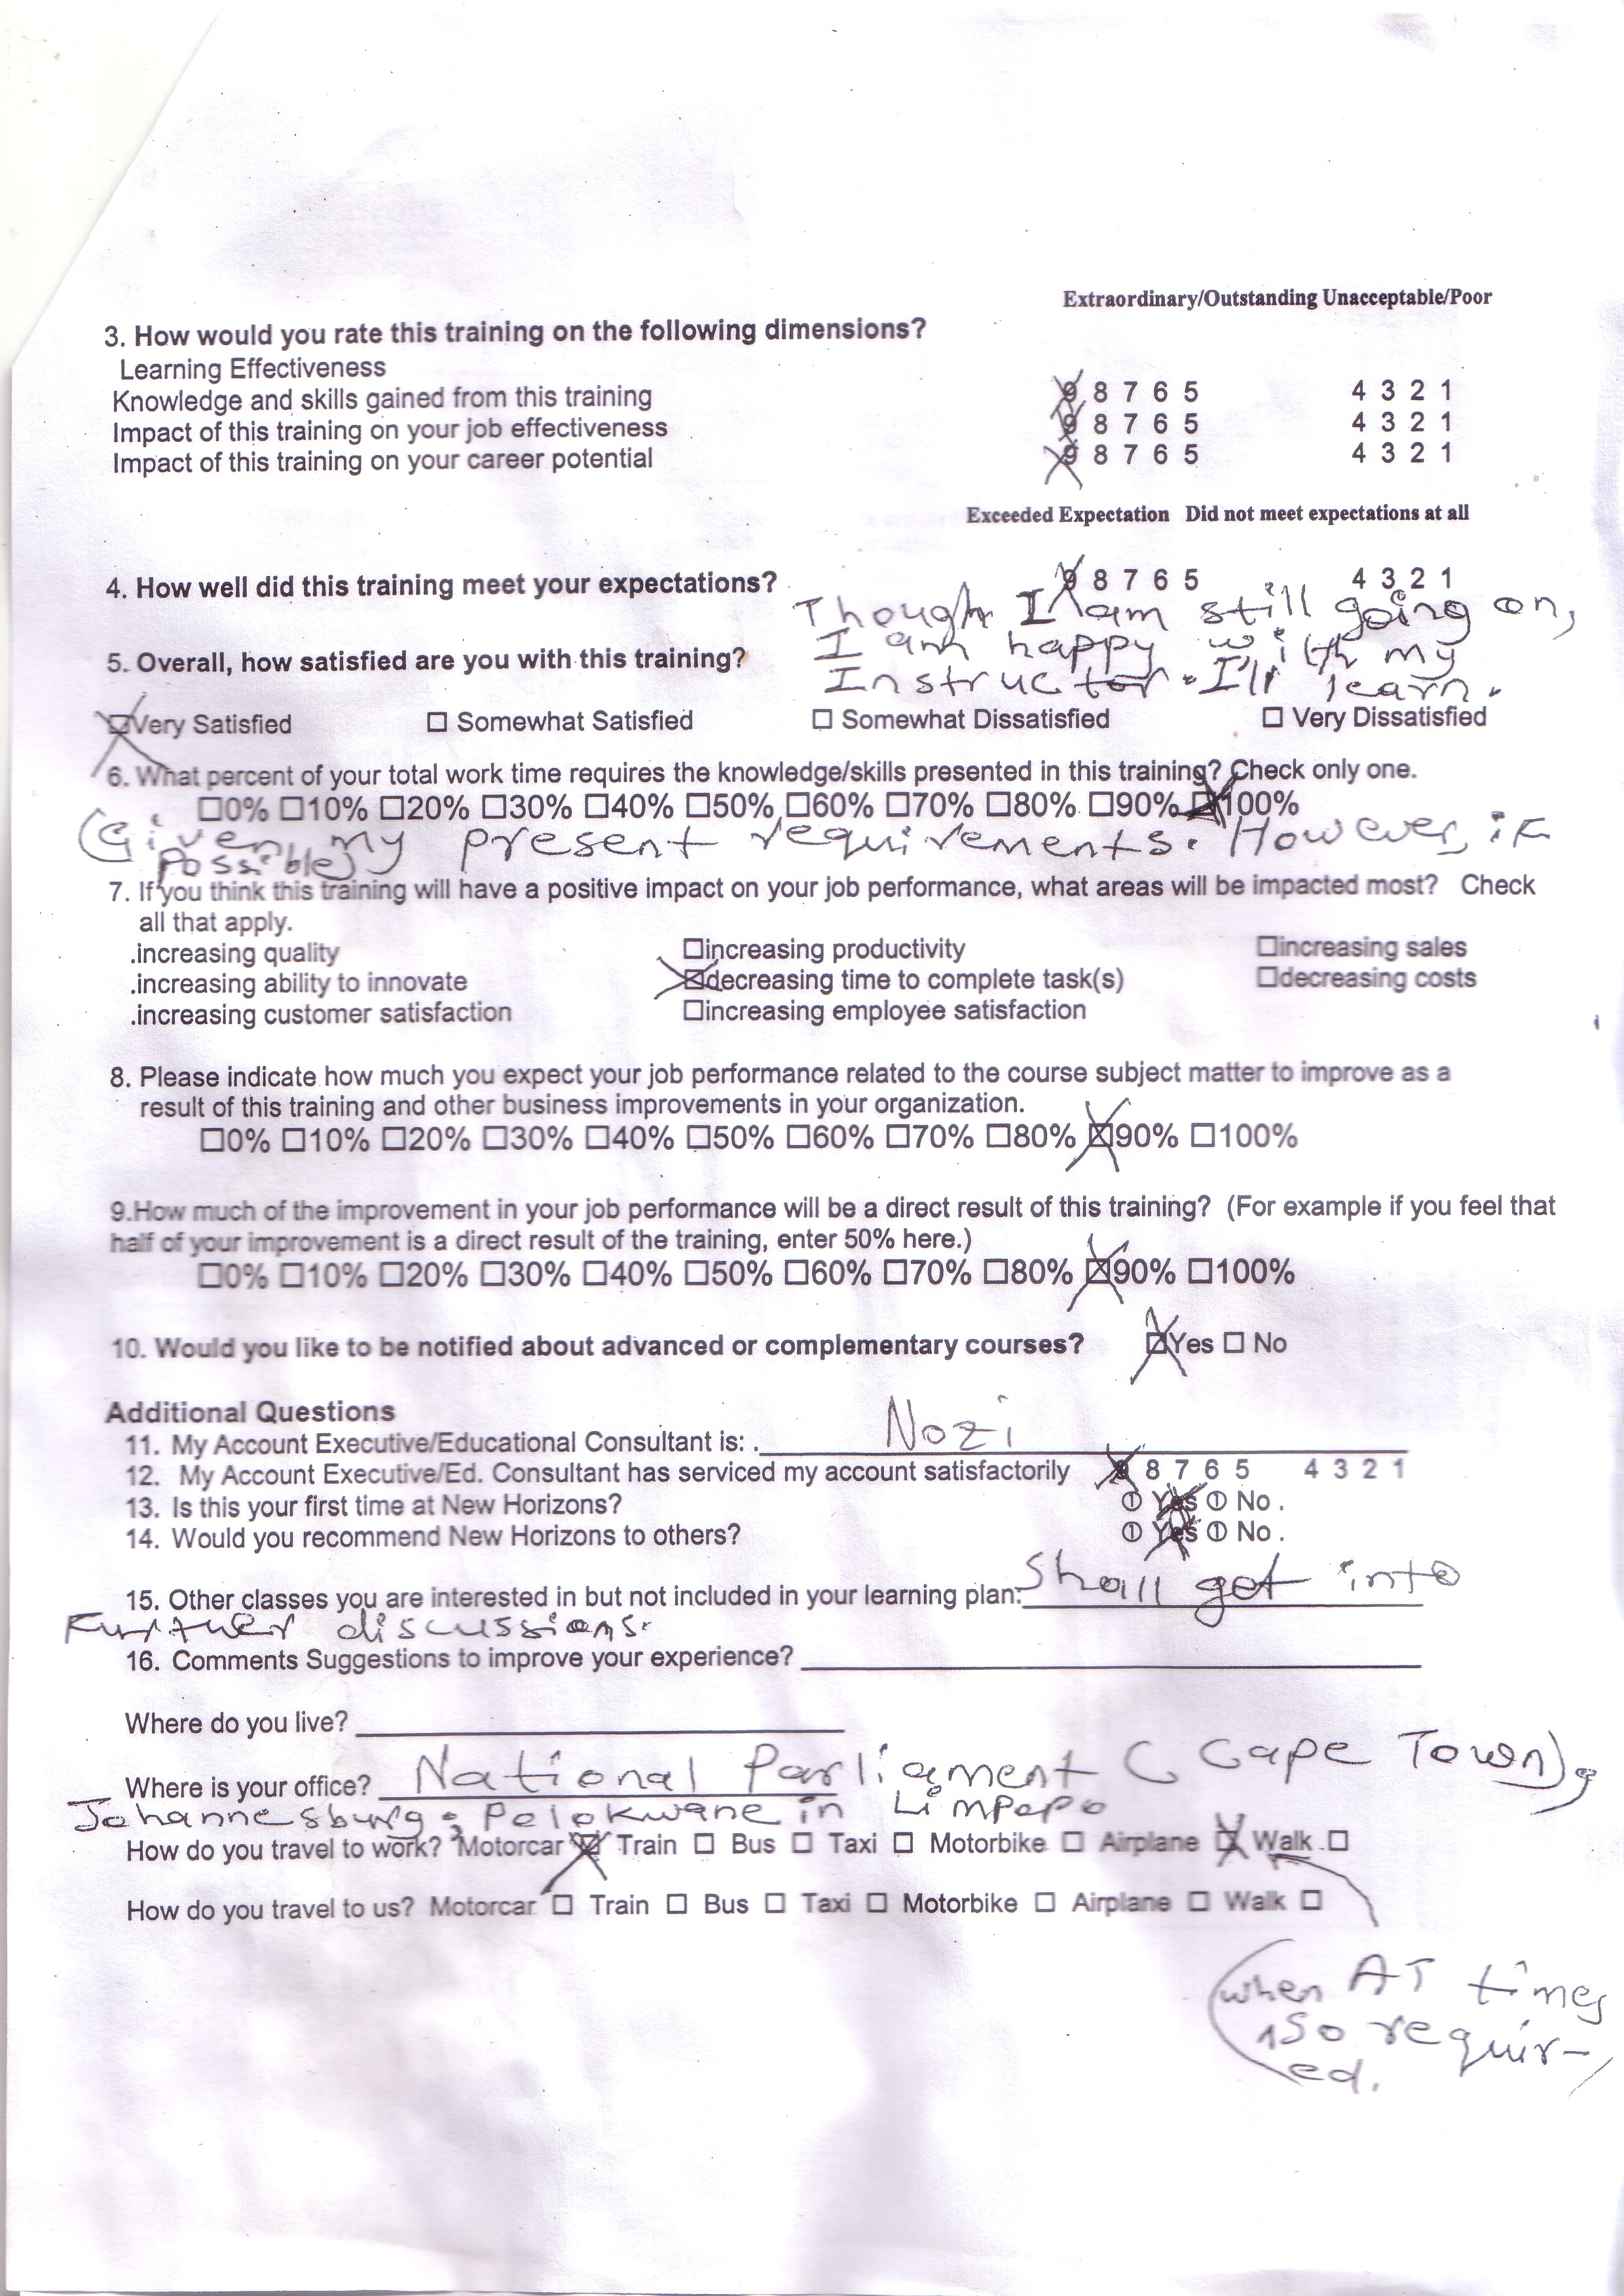 Extraordinary/Outstanding Unacceptable/Poor
3. How would you rate this training on the following dimensions?
Learning Effectiveness
Knowledge and skills gained from this training 9 8 7 6 5 4 3 2 1
Impact of this training on your job effectiveness 9 8 7 6 5 4 3 2 1
Impact of this training on your career potential 9 8 7 6 5 4 3 2 1
Exceeded Expectation Did not meet expectations at all
4. How well did this training meet your expectations? 9 8 7 6 5 4 3 2 1
Though I am still going on,
I am happy with my
Instructor. I'll learn.
5. Overall, how satisfied are you with this training?
☒Very Satisfied ☐ Somewhat Satisfied ☐ Somewhat Dissatisfied ☐ Very Dissatisfied
6. What percent of your total work time requires the knowledge/skills presented in this training? Check only one.
☐0% ☐10% ☐20% ☐30% ☐40% ☐50% ☐60% ☐70% ☐80% ☐90% ☒100%
(Given my present requirements. However, if
possible)
7. If you think this training will have a positive impact on your job performance, what areas will be impacted most? Check
all that apply.
.increasing quality ☐increasing productivity ☐increasing sales
.increasing ability to innovate ☒decreasing time to complete task(s) ☐decreasing costs
.increasing customer satisfaction ☐increasing employee satisfaction
8. Please indicate how much you expect your job performance related to the course subject matter to improve as a
result of this training and other business improvements in your organization.
☐0% ☐10% ☐20% ☐30% ☐40% ☐50% ☐60% ☐70% ☐80% ☒90% ☐100%
9.How much of the improvement in your job performance will be a direct result of this training? (For example if you feel that
half of your improvement is a direct result of the training, enter 50% here.)
☐0% ☐10% ☐20% ☐30% ☐40% ☐50% ☐60% ☐70% ☐80% ☒90% ☐100%
10. Would you like to be notified about advanced or complementary courses? ☒Yes ☐ No
Additional Questions
11. My Account Executive/Educational Consultant is: . Nozi
12. My Account Executive/Ed. Consultant has serviced my account satisfactorily 9 8 7 6 5 4 3 2 1
13. Is this your first time at New Horizons? ① Yes ① No .
14. Would you recommend New Horizons to others? ① Yes ① No .
15. Other classes you are interested in but not included in your learning plan: Shall get into
Further discussions.
16. Comments Suggestions to improve your experience?
Where do you live?
Where is your office? National Parliament (Cape Town),
Johannesburg; Polokwane in Limpopo
How do you travel to work? Motorcar ☒ Train ☐ Bus ☐ Taxi ☐ Motorbike ☐ Airplane ☒ Walk ☐
How do you travel to us? Motorcar ☐ Train ☐ Bus ☐ Taxi ☐ Motorbike ☐ Airplane ☐ Walk ☐
(when AT times
so requir-
ed.)